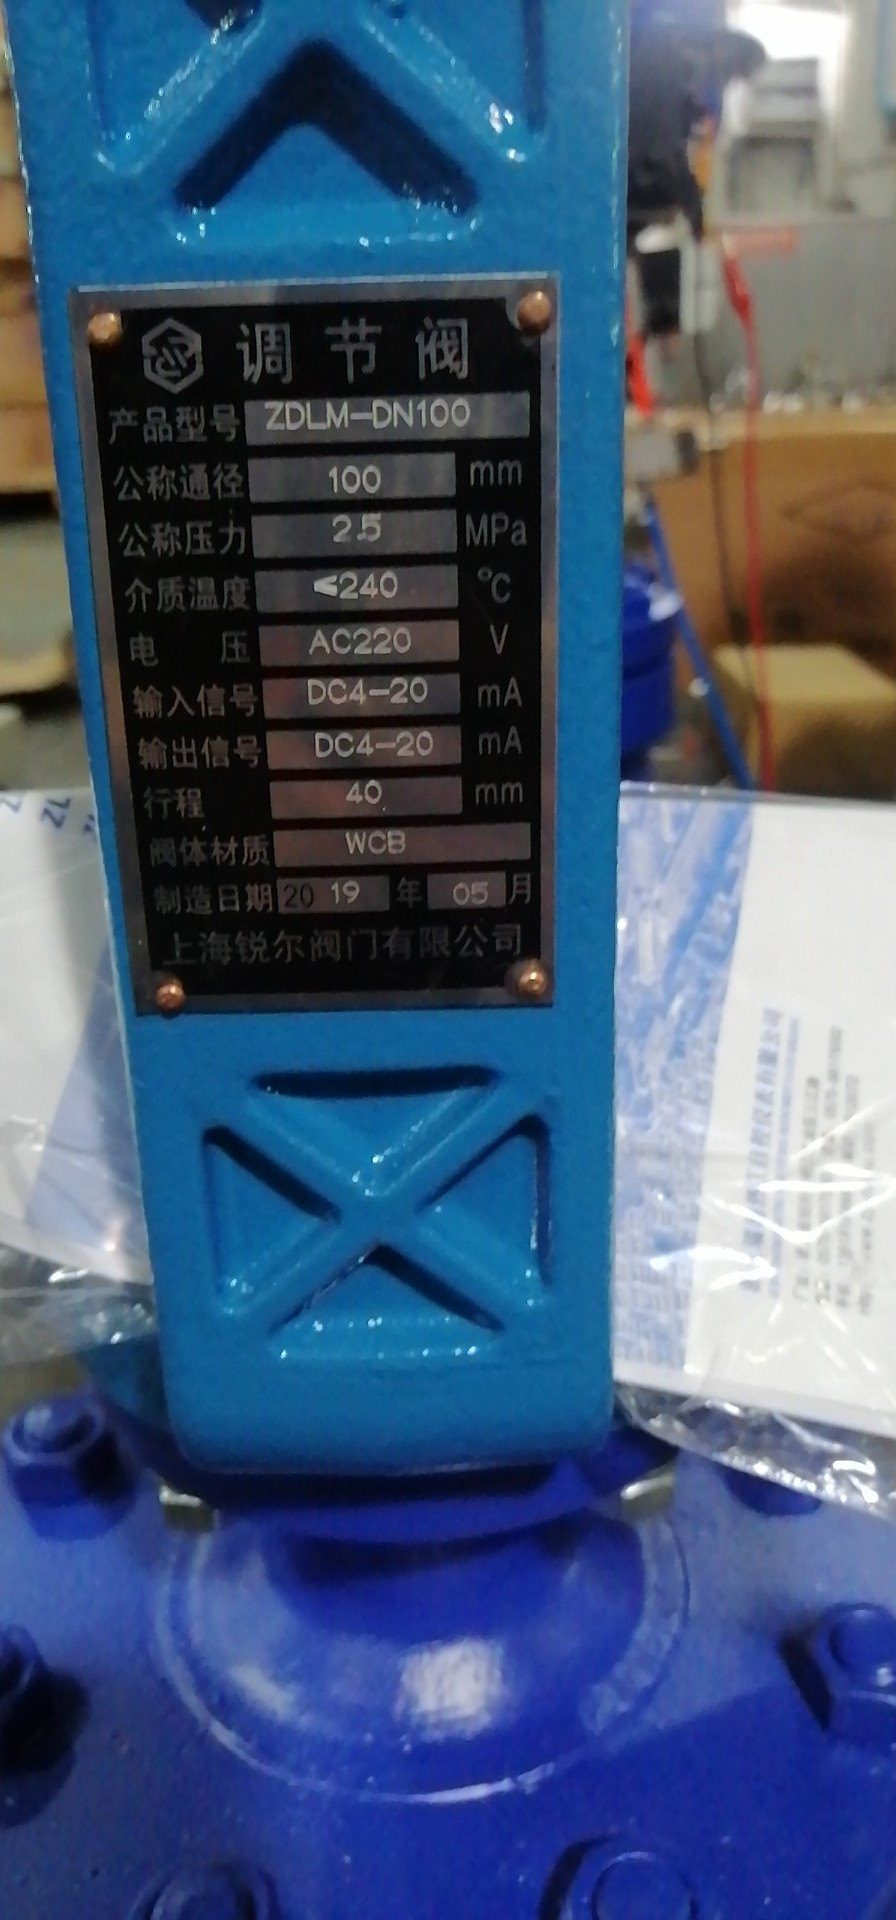 调节阀
产品型号 ZDLM-DN100
公称通径 100 mm
公称压力 2.5 MPa
介质温度 ≤240 ℃
电压 AC220 V
输入信号 DC4-20 mA
输出信号 DC4-20 mA
行程 40 mm
阀体材质 WCB
制造日期 2019 年 05 月
上海锐尔阀门有限公司